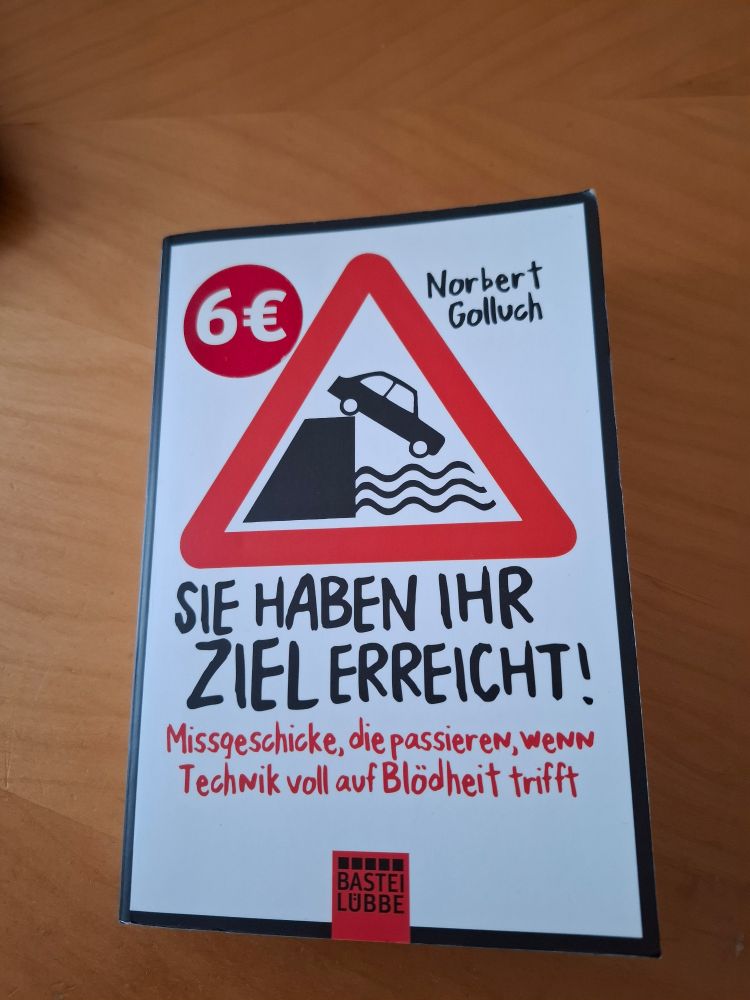 6€
Norbert
Golluch
SIE HABEN IHR
ZIEL ERREICHT!
Missgeschicke, die passieren, wenn
Technik voll auf Blödheit trifft
BASTEI
LÜBBE